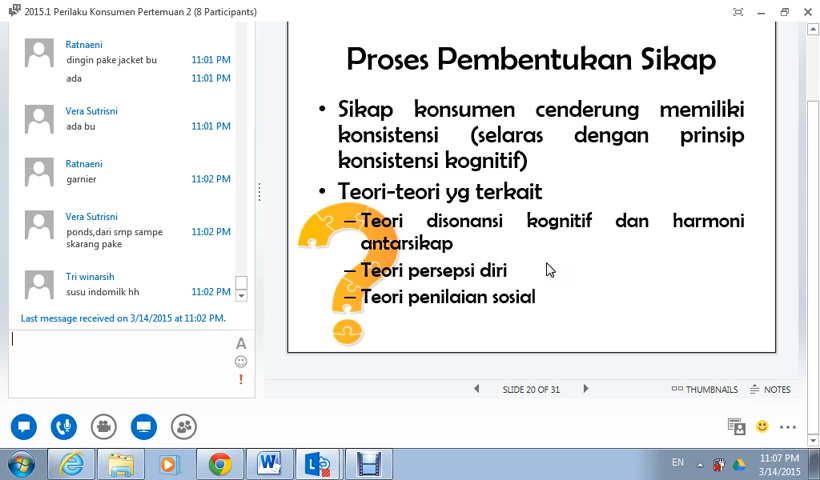 2015.1 Perilaku Konsumen Pertemuan 2 (8 Participants)
Ratnaeni
dingin pake jacket bu 11:01 PM
ada 11:01 PM
Vera Sutrisni
ada bu 11:01 PM
Ratnaeni
garnier 11:02 PM
Vera Sutrisni
ponds,dari smp sampe 11:02 PM
skarang pake
Tri winarsih
susu indomilk hh 11:02 PM
Last message received on 3/14/2015 at 11:02 PM.
A
!
Proses Pembentukan Sikap
• Sikap konsumen cenderung memiliki
konsistensi (selaras dengan prinsip
konsistensi kognitif)
• Teori-teori yg terkait
– Teori disonansi kognitif dan harmoni
antarsikap
– Teori persepsi diri
– Teori penilaian sosial
SLIDE 20 OF 31
THUMBNAILS
NOTES
EN
11:07 PM
3/14/2015